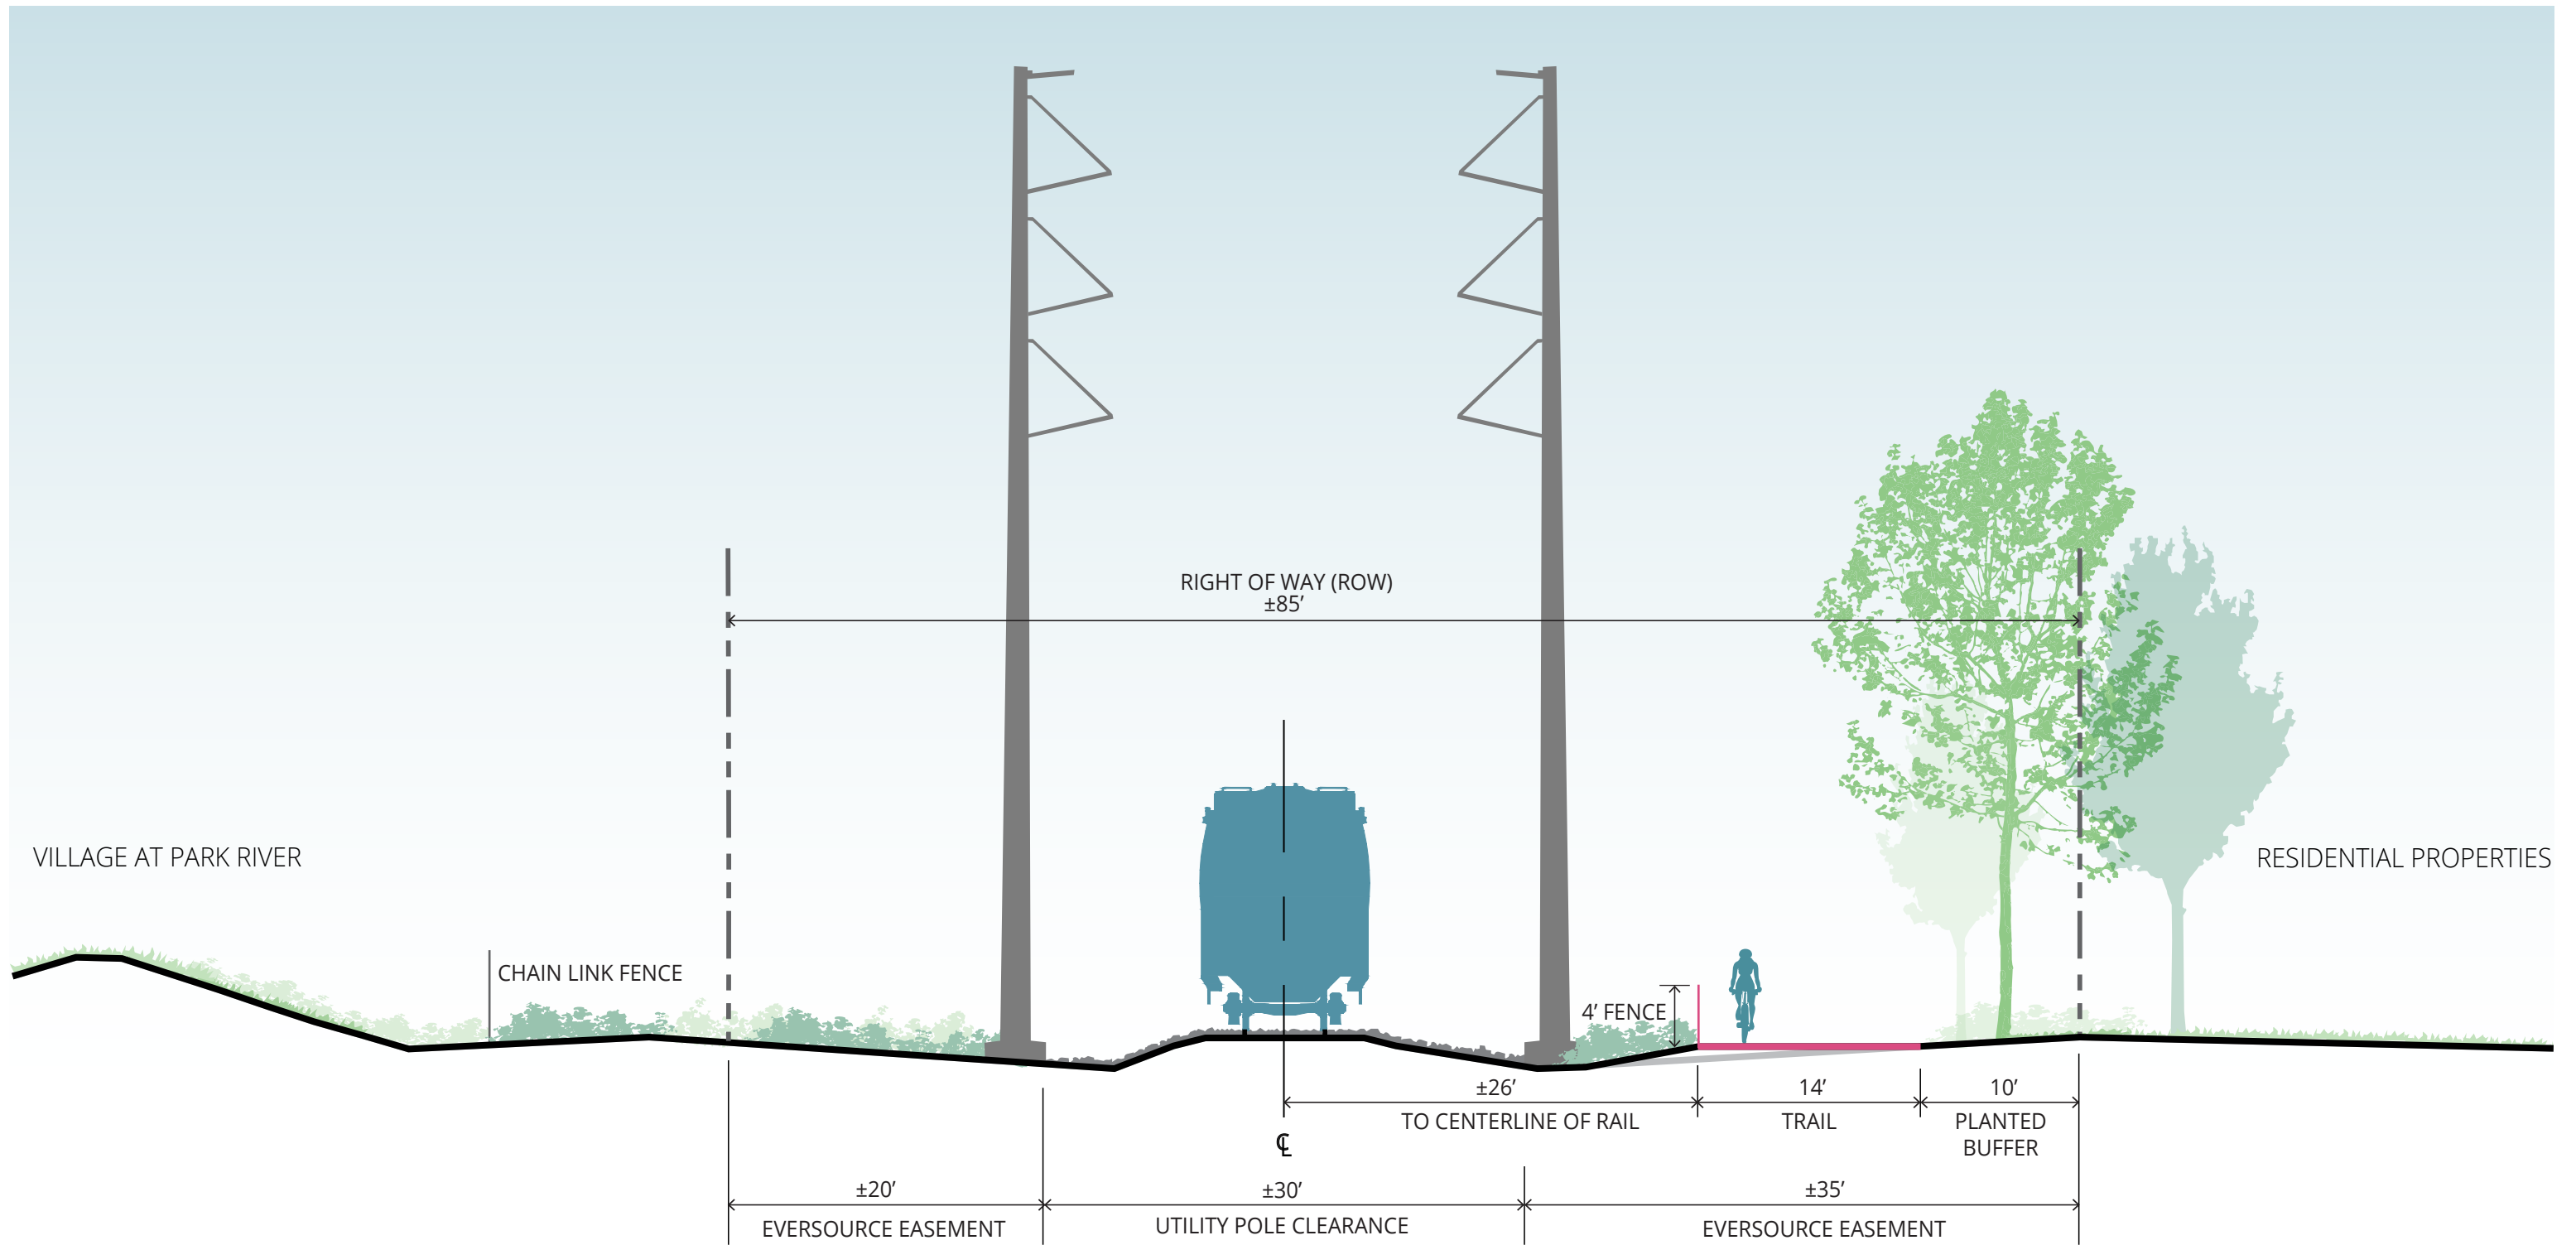 RIGHT OF WAY (ROW)
±85’
VILLAGE AT PARK RIVER
RESIDENTIAL PROPERTIES
CHAIN LINK FENCE
4’ FENCE
±26’
14’
10’
TO CENTERLINE OF RAIL
TRAIL
PLANTED
BUFFER
℄
±20’
±30’
±35’
EVERSOURCE EASEMENT
UTILITY POLE CLEARANCE
EVERSOURCE EASEMENT